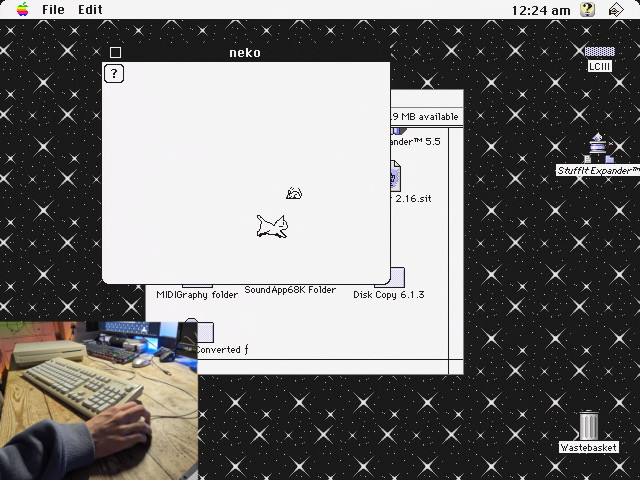 File Edit 12:24 am
neko
?
LCIII
.9 MB available
ander™ 5.5
StuffIt Expander™
r 2.16.sit
MIDIGraphy folder SoundApp68K Folder Disk Copy 6.1.3
Converted ƒ
Wastebasket